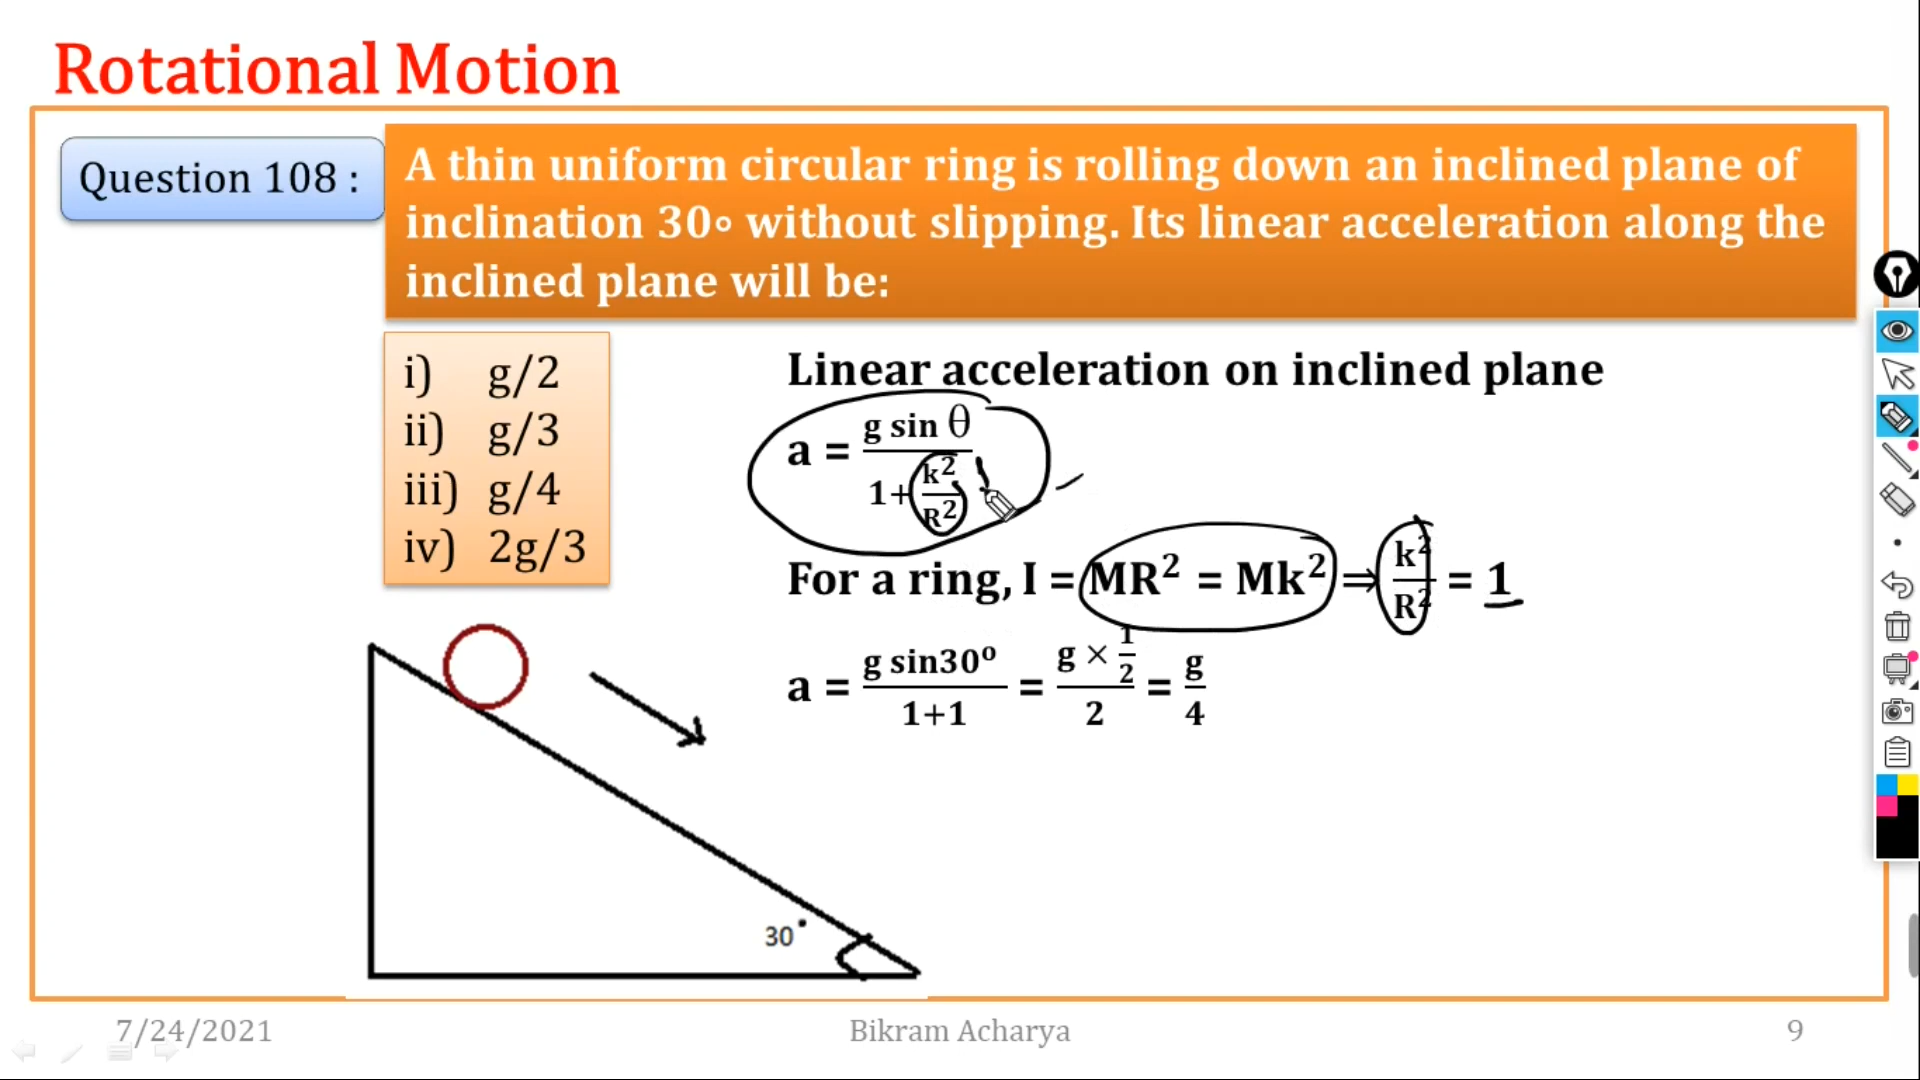 Rotational Motion
Question 108 :
A thin uniform circular ring is rolling down an inclined plane of
inclination 30∘ without slipping. Its linear acceleration along the
inclined plane will be:
i) g/2
ii) g/3
iii) g/4
iv) 2g/3
Linear acceleration on inclined plane
a = (g sin θ)/(1+k²/R²)
For a ring, I = MR² = Mk² ⇒ k²/R² = 1
a = (g sin30º)/(1+1) = (g × 1/2)/2 = g/4
30°
7/24/2021
Bikram Acharya
9